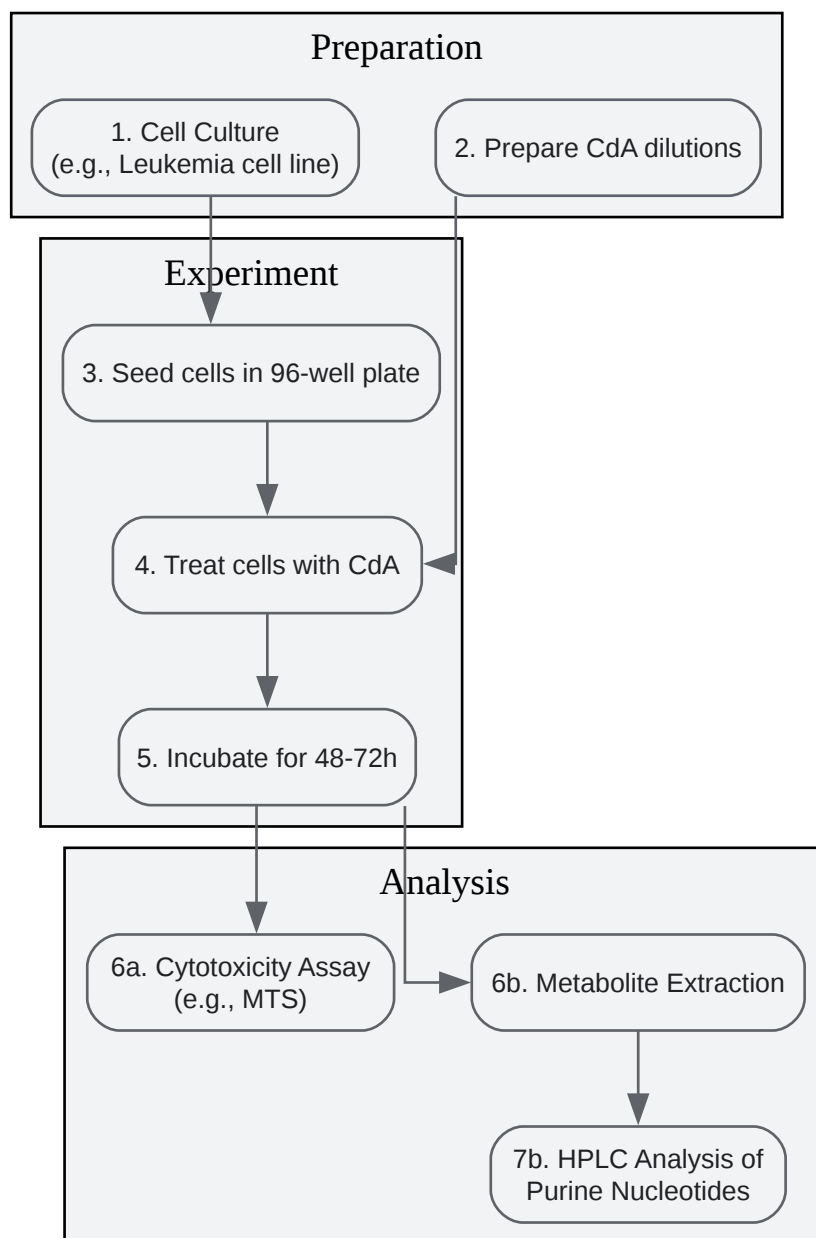 Preparation
1. Cell Culture
(e.g., Leukemia cell line)
2. Prepare CdA dilutions
Experiment
3. Seed cells in 96-well plate
4. Treat cells with CdA
5. Incubate for 48-72h
Analysis
6a. Cytotoxicity Assay
(e.g., MTS)
6b. Metabolite Extraction
7b. HPLC Analysis of
Purine Nucleotides